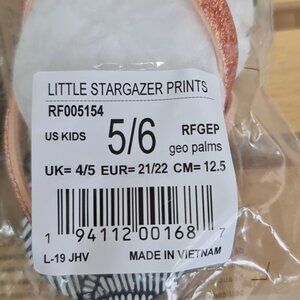 LITTLE STARGAZER PRINTS
RF005154
US KIDS 5/6 RFGEP
geo palms
UK= 4/5 EUR= 21/22 CM= 12.5
1 94112 00168 7
L-19 JHV MADE IN VIETNAM